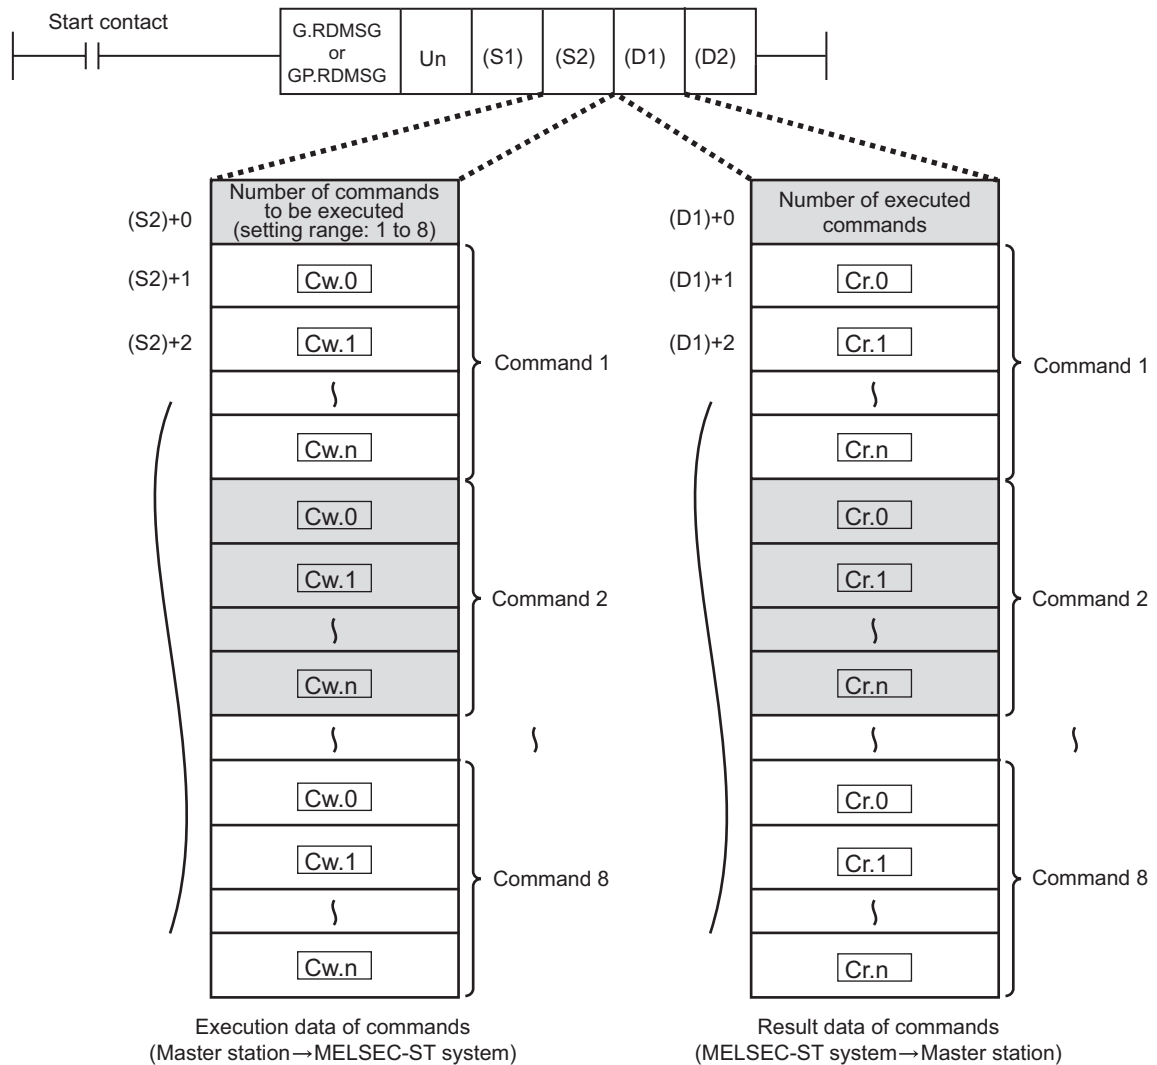 Start contact
G.RDMSG
or
GP.RDMSG
Un
(S1)
(S2)
(D1)
(D2)
(S2)+0
Number of commands
to be executed
(setting range: 1 to 8)
(S2)+1
Cw.0
(S2)+2
Cw.1
Cw.n
Command 1
Cw.0
Cw.1
Cw.n
Command 2
Cw.0
Cw.1
Cw.n
Command 8
Execution data of commands
(Master station→MELSEC-ST system)
(D1)+0
Number of executed
commands
(D1)+1
Cr.0
(D1)+2
Cr.1
Cr.n
Command 1
Cr.0
Cr.1
Cr.n
Command 2
Cr.0
Cr.1
Cr.n
Command 8
Result data of commands
(MELSEC-ST system→Master station)